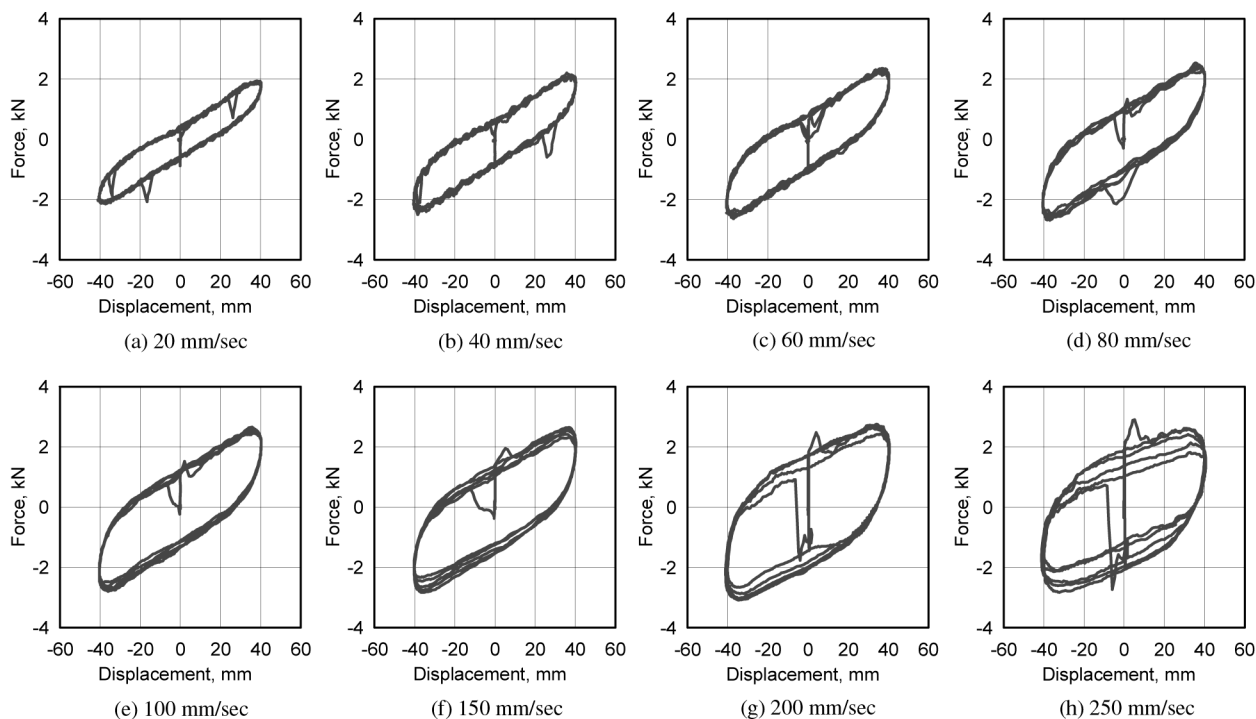 4 4 4 4
2 2 2 2
0 0 0 0
-2 -2 -2 -2
-4 -4 -4 -4
Force, kN Force, kN Force, kN Force, kN
-60 -40 -20 0 20 40 60 -60 -40 -20 0 20 40 60 -60 -40 -20 0 20 40 60 -60 -40 -20 0 20 40 60
Displacement, mm Displacement, mm Displacement, mm Displacement, mm
(a) 20 mm/sec (b) 40 mm/sec (c) 60 mm/sec (d) 80 mm/sec
4 4 4 4
2 2 2 2
0 0 0 0
-2 -2 -2 -2
-4 -4 -4 -4
Force, kN Force, kN Force, kN Force, kN
-60 -40 -20 0 20 40 60 -60 -40 -20 0 20 40 60 -60 -40 -20 0 20 40 60 -60 -40 -20 0 20 40 60
Displacement, mm Displacement, mm Displacement, mm Displacement, mm
(e) 100 mm/sec (f) 150 mm/sec (g) 200 mm/sec (h) 250 mm/sec